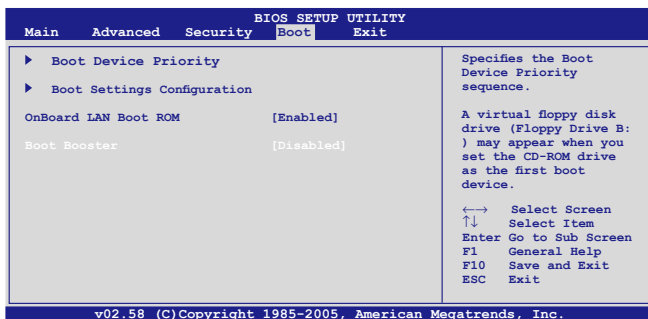 BIOS SETUP UTILITY
Main Advanced Security Boot Exit
Boot Device Priority
Boot Settings Configuration
OnBoard LAN Boot ROM [Enabled]
Boot Booster [Disabled]
Specifies the Boot
Device Priority
sequence.
A virtual floppy disk
drive (Floppy Drive B:
) may appear when you
set the CD-ROM drive
as the first boot
device.
←→ Select Screen
↑↓ Select Item
Enter Go to Sub Screen
F1 General Help
F10 Save and Exit
ESC Exit
v02.58 (C)Copyright 1985-2005, American Megatrends, Inc.